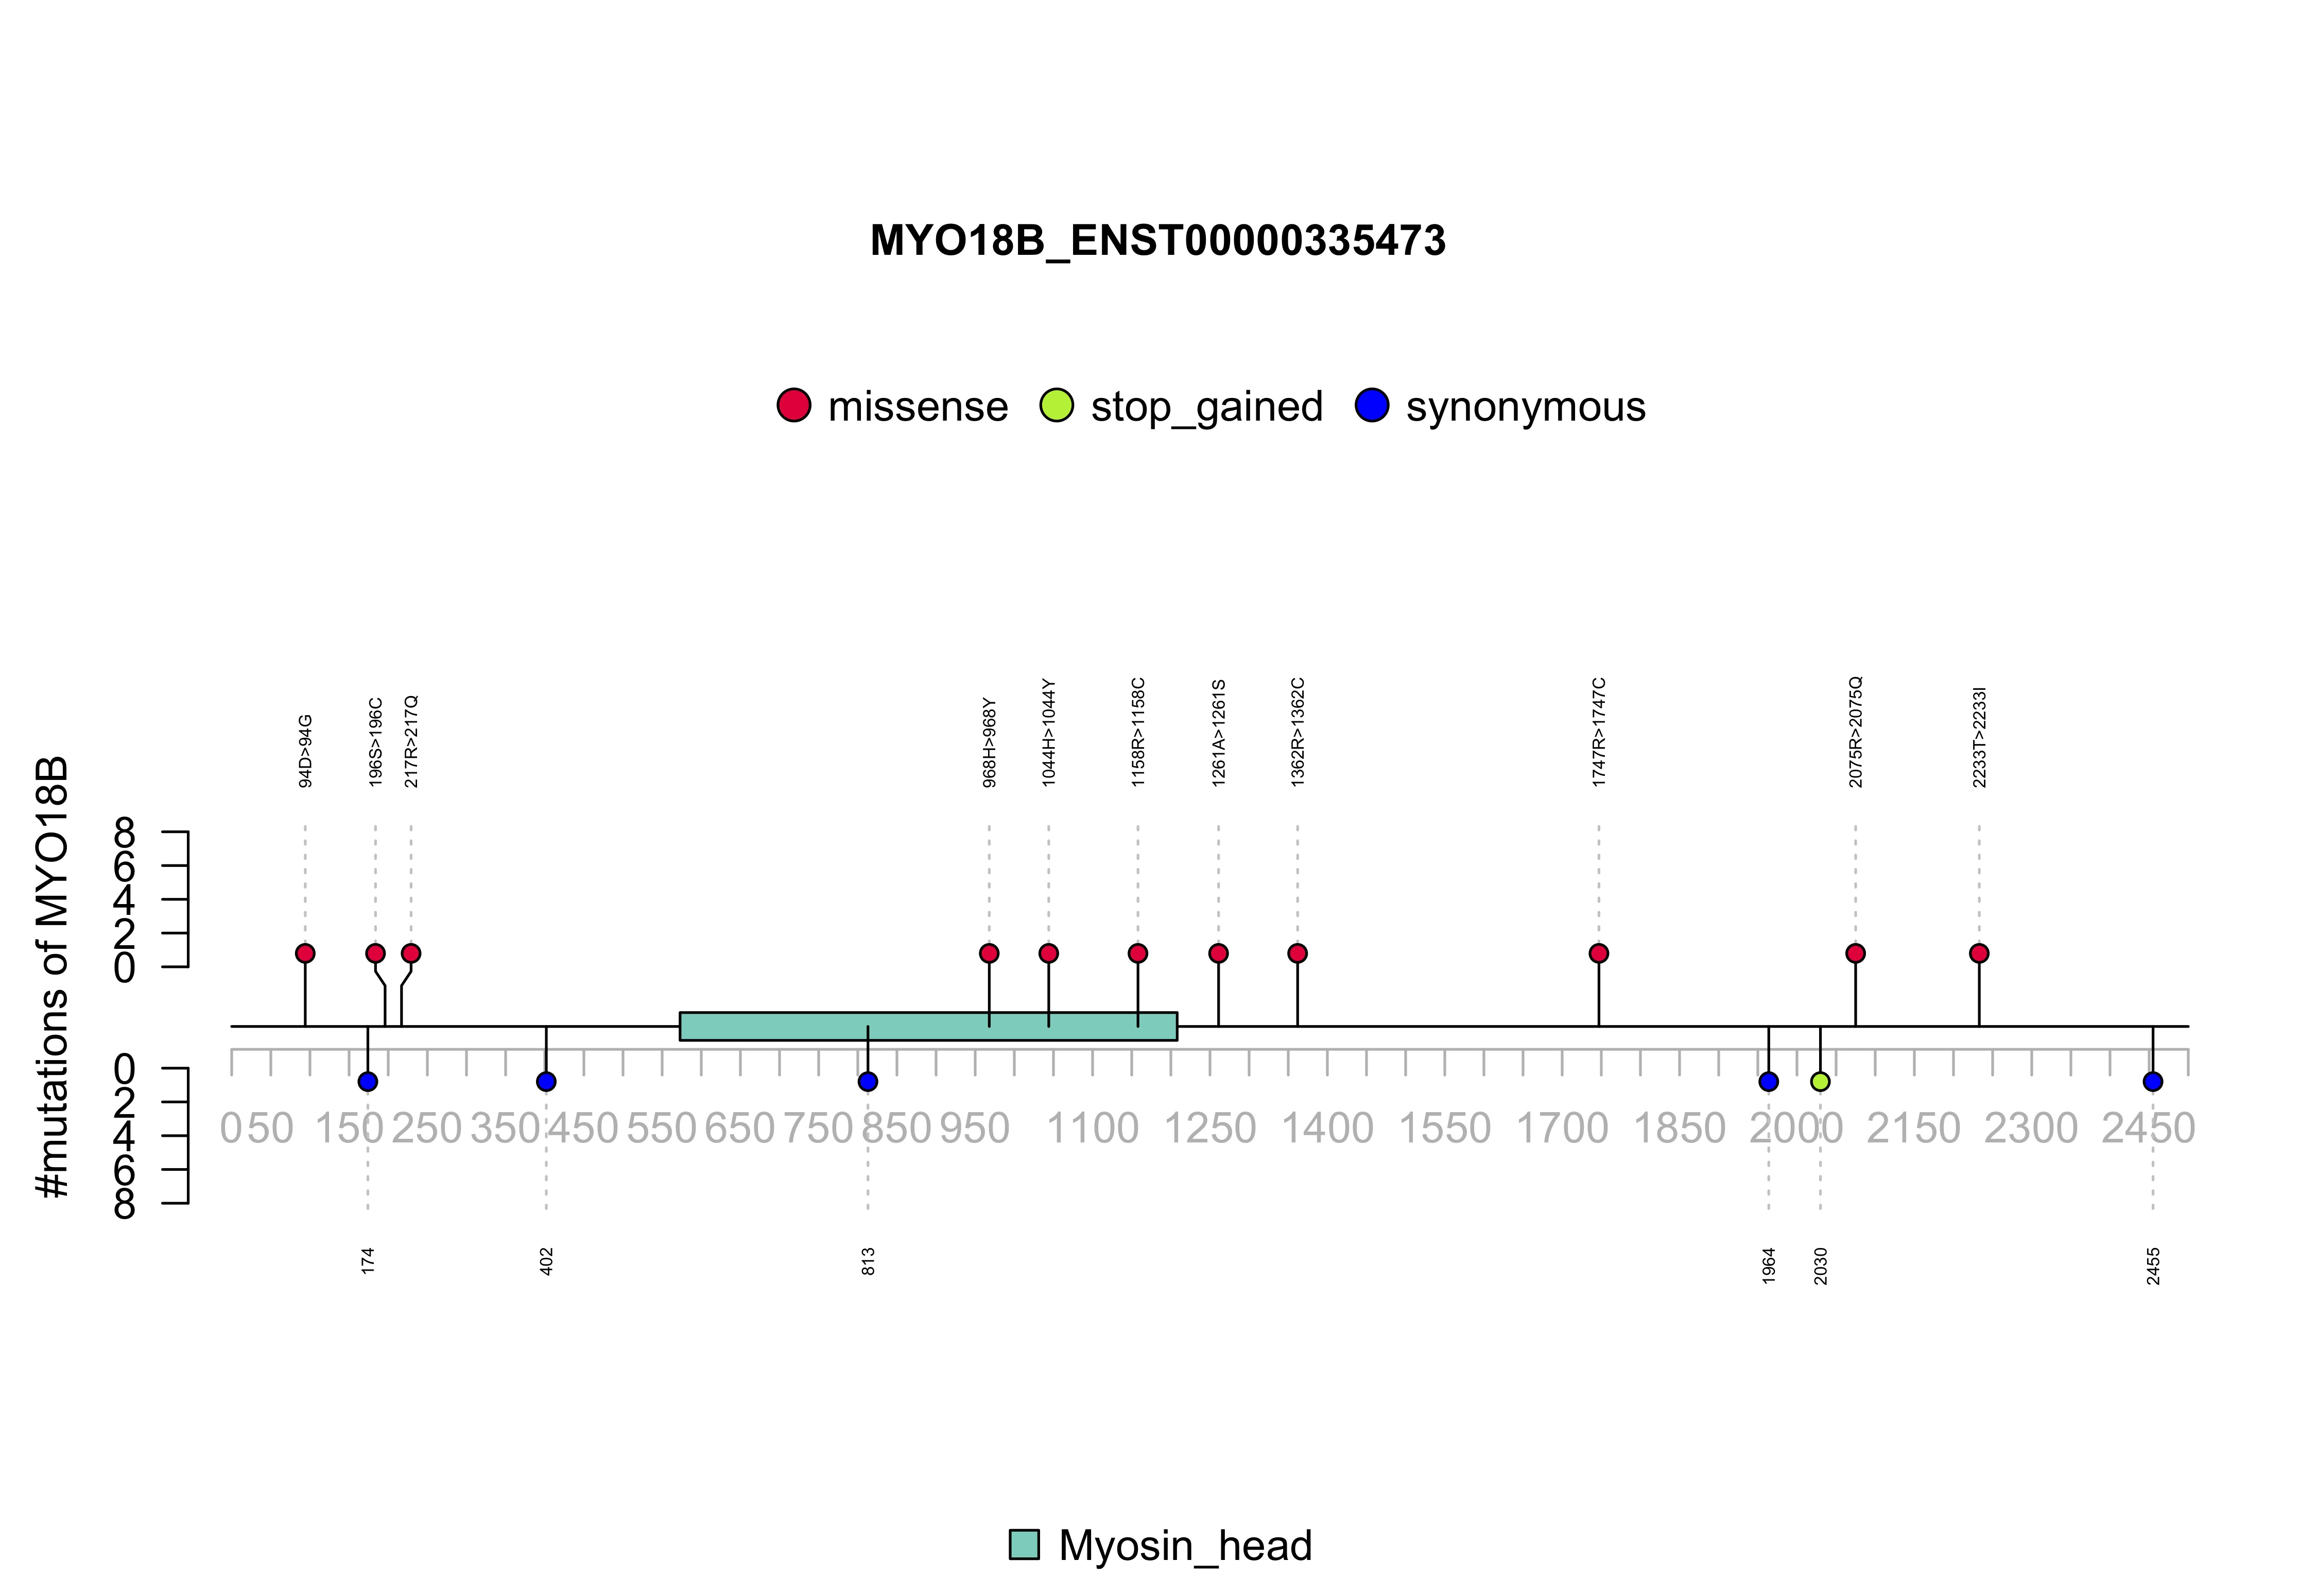 MYO18B_ENST00000335473
missense stop_gained synonymous
94D>94G
196S>196C
217R>217Q
968H>968Y
1044H>1044Y
1158R>1158C
1261A>1261S
1362R>1362C
1747R>1747C
2075R>2075Q
2233T>2233I
#mutations of MYO18B
8
6
4
2
0
0
2
4
6
8
0 50 150 250 350 450 550 650 750 850 950 1100 1250 1400 1550 1700 1850 2000 2150 2300 2450
174
402
813
1964
2030
2455
Myosin_head